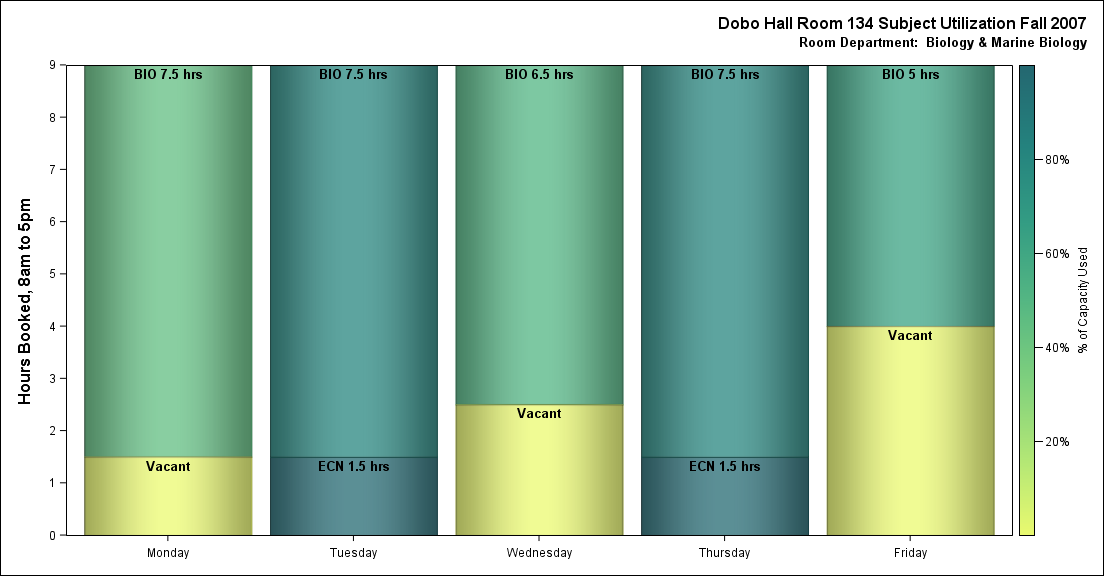 Dobo Hall Room 134 Subject Utilization Fall 2007
Room Department:  Biology & Marine Biology
Hours Booked, 8am to 5pm
9
8
7
6
5
4
3
2
1
0
BIO 7.5 hrs
Vacant
BIO 7.5 hrs
ECN 1.5 hrs
BIO 6.5 hrs
Vacant
BIO 7.5 hrs
ECN 1.5 hrs
BIO 5 hrs
Vacant
Monday
Tuesday
Wednesday
Thursday
Friday
80%
60%
40%
20%
% of Capacity Used